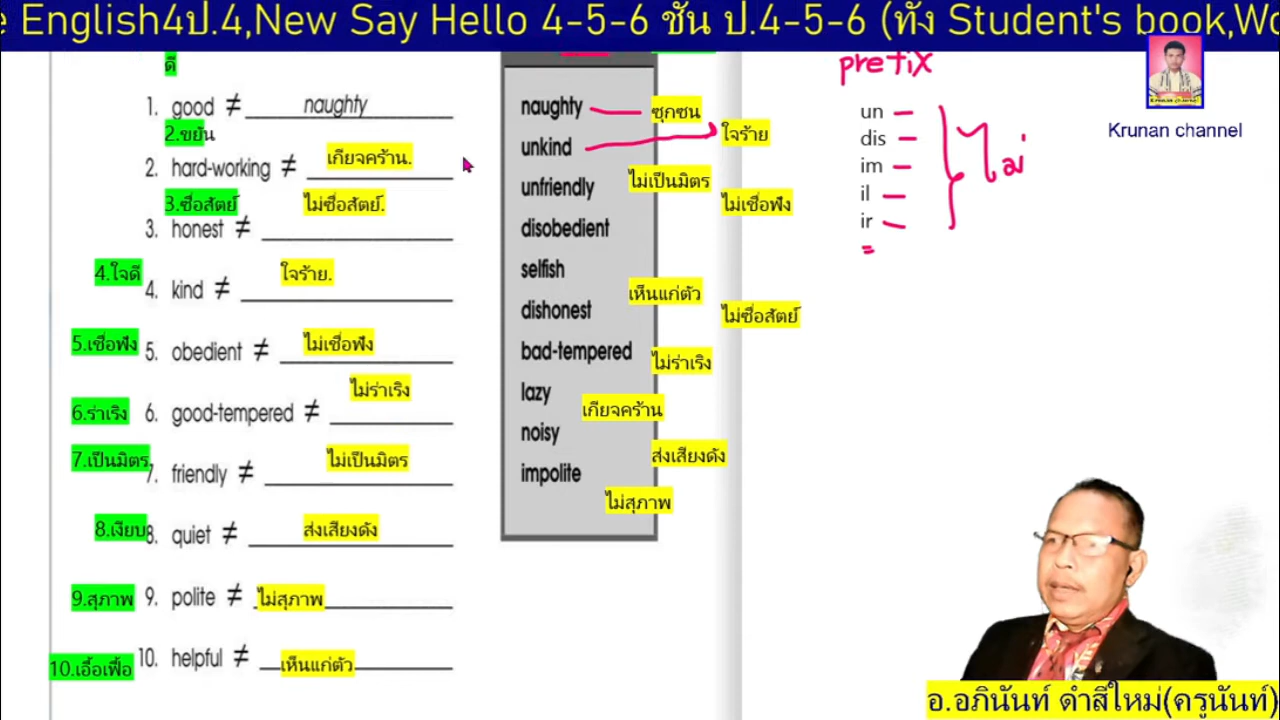 e English4ป.4,New Say Hello 4-5-6 ชั้น ป.4-5-6 (ทั้ง Student's book,Wo
Krunan channel
prefix
un
dis
im
il
ir
=
ไม่
ดี
1. good ≠ naughty
2.ขยัน
2. hard-working ≠ เกียจคร้าน.
3.ซื่อสัตย์ ไม่ซื่อสัตย์.
3. honest ≠
4.ใจดี ใจร้าย.
4. kind ≠
5.เชื่อฟัง 5. obedient ≠ ไม่เชื่อฟัง
ไม่ร่าเริง
6.ร่าเริง 6. good-tempered ≠
7.เป็นมิตร ไม่เป็นมิตร
7. friendly ≠
8.เงียบ 8. quiet ≠ ส่งเสียงดัง
9.สุภาพ 9. polite ≠ ไม่สุภาพ
10.เอื้อเฟื้อ 10. helpful ≠ เห็นแก่ตัว
naughty ซุกซน
unkind ใจร้าย
unfriendly ไม่เป็นมิตร
ไม่เชื่อฟัง
disobedient
selfish
เห็นแก่ตัว
dishonest ไม่ซื่อสัตย์
bad-tempered ไม่ร่าเริง
lazy
เกียจคร้าน
noisy
ส่งเสียงดัง
impolite
ไม่สุภาพ
อ.อภินันท์ ดำสีใหม่(ครูนันท์)